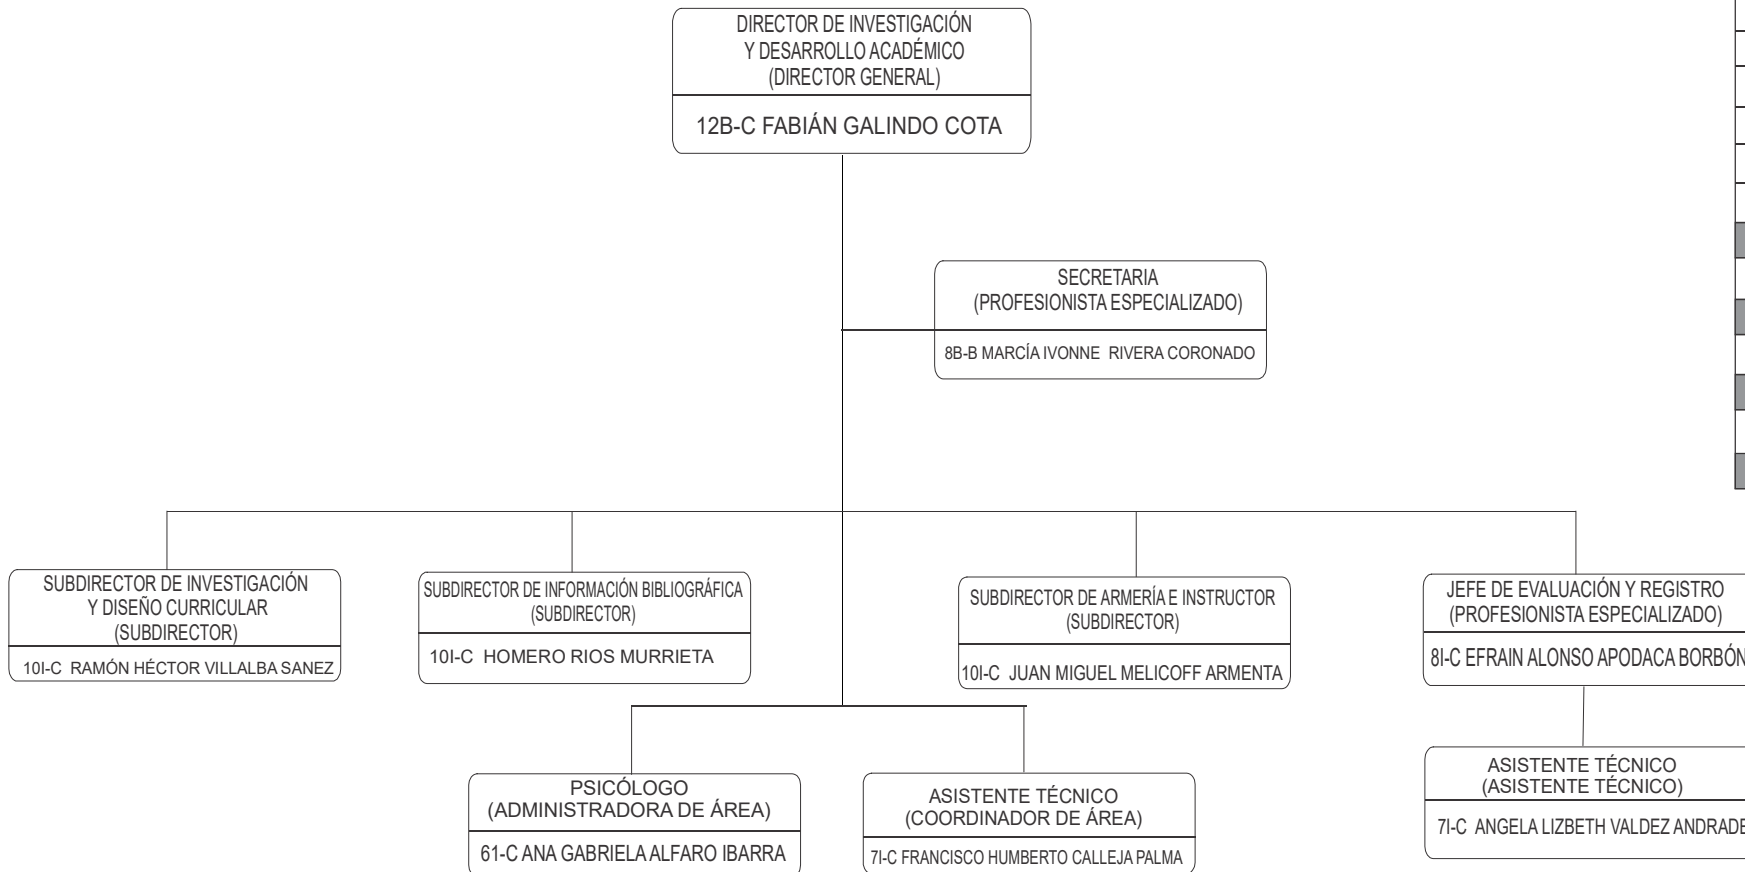 DIRECTOR DE INVESTIGACIÓN
Y DESARROLLO ACADÉMICO
(DIRECTOR GENERAL)
12B-C FABIÁN GALINDO COTA
SECRETARIA
(PROFESIONISTA ESPECIALIZADO)
8B-B MARCÍA IVONNE RIVERA CORONADO
SUBDIRECTOR DE INVESTIGACIÓN
Y DISEÑO CURRICULAR
(SUBDIRECTOR)
10I-C RAMÓN HÉCTOR VILLALBA SANEZ
SUBDIRECTOR DE INFORMACIÓN BIBLIOGRÁFICA
(SUBDIRECTOR)
10I-C HOMERO RIOS MURRIETA
SUBDIRECTOR DE ARMERÍA E INSTRUCTOR
(SUBDIRECTOR)
10I-C JUAN MIGUEL MELICOFF ARMENTA
JEFE DE EVALUACIÓN Y REGISTRO
(PROFESIONISTA ESPECIALIZADO)
8I-C EFRAIN ALONSO APODACA BORBÓN
PSICÓLOGO
(ADMINISTRADORA DE ÁREA)
61-C ANA GABRIELA ALFARO IBARRA
ASISTENTE TÉCNICO
(COORDINADOR DE ÁREA)
7I-C FRANCISCO HUMBERTO CALLEJA PALMA
ASISTENTE TÉCNICO
(ASISTENTE TÉCNICO)
7I-C ANGELA LIZBETH VALDEZ ANDRADE